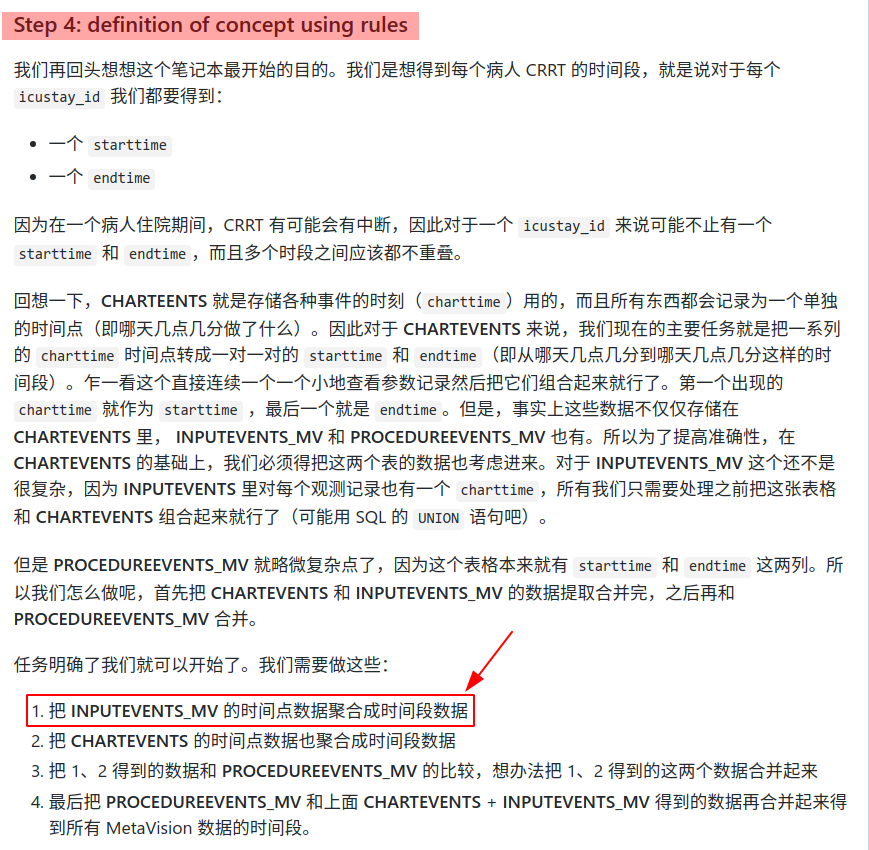 Step 4: definition of concept using rules
我们再回头想想这个笔记本最开始的目的。我们是想得到每个病人 CRRT 的时间段，就是说对于每个
icustay_id 我们都要得到：
• 一个 starttime
• 一个 endtime
因为在一个病人住院期间，CRRT 有可能会有中断，因此对于一个 icustay_id 来说可能不止有一个
starttime 和 endtime，而且多个时段之间应该都不重叠。
回想一下，CHARTEENTS 就是存储各种事件的时刻（charttime）用的，而且所有东西都会记录为一个单独
的时间点（即哪天几点几分做了什么）。因此对于 CHARTEVENTS 来说，我们现在的主要任务就是把一系列
的 charttime 时间点转成一对一对的 starttime 和 endtime（即从哪天几点几分到哪天几点几分这样的时
间段）。乍一看这个直接连续一个一个小地查看参数记录然后把它们组合起来就行了。第一个出现的
charttime 就作为 starttime，最后一个就是 endtime。但是，事实上这些数据不仅仅存储在
CHARTEVENTS 里， INPUTEVENTS_MV 和 PROCEDUREEVENTS_MV 也有。所以为了提高准确性，在
CHARTEVENTS 的基础上，我们必须得把这两个表的数据也考虑进来。对于 INPUTEVENTS_MV 这个还不是
很复杂，因为 INPUTEVENTS 里对每个观测记录也有一个 charttime，所有我们只需要处理之前把这张表格
和 CHARTEVENTS 组合起来就行了（可能用 SQL 的 UNION 语句吧）。
但是 PROCEDUREEVENTS_MV 就略微复杂点了，因为这个表格本来就有 starttime 和 endtime 这两列。所
以我们怎么做呢，首先把 CHARTEVENTS 和 INPUTEVENTS_MV 的数据提取合并完，之后再和
PROCEDUREEVENTS_MV 合并。
任务明确了我们就可以开始了。我们需要做这些：
1. 把 INPUTEVENTS_MV 的时间点数据聚合成时间段数据
2. 把 CHARTEVENTS 的时间点数据也聚合成时间段数据
3. 把 1、2 得到的数据和 PROCEDUREEVENTS_MV 的比较，想办法把 1、2 得到的这两个数据合并起来
4. 最后把 PROCEDUREEVENTS_MV 和上面 CHARTEVENTS + INPUTEVENTS_MV 得到的数据再合并起来得
到所有 MetaVision 数据的时间段。